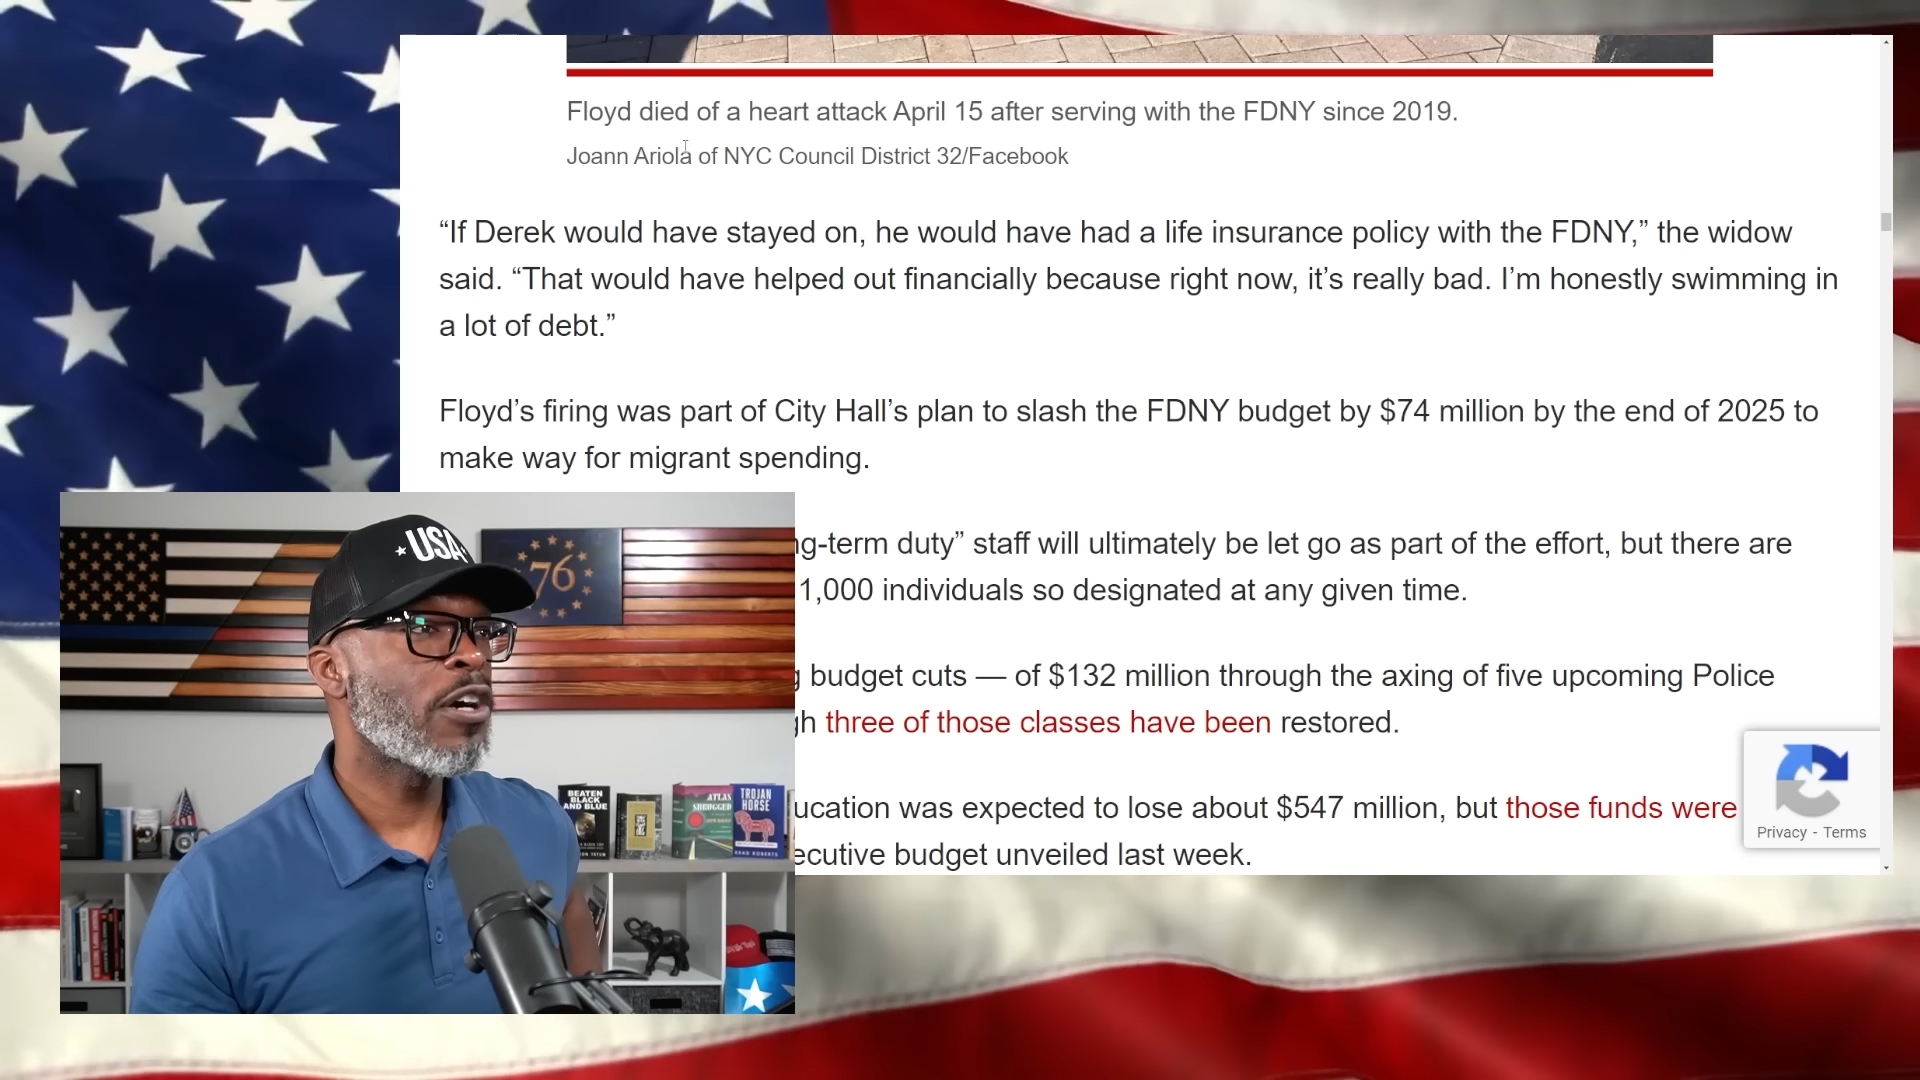 Floyd died of a heart attack April 15 after serving with the FDNY since 2019.
Joann Ariola of NYC Council District 32/Facebook
“If Derek would have stayed on, he would have had a life insurance policy with the FDNY,” the widow
said. “That would have helped out financially because right now, it’s really bad. I’m honestly swimming in
a lot of debt.”
Floyd’s firing was part of City Hall’s plan to slash the FDNY budget by $74 million by the end of 2025 to
make way for migrant spending.
ng-term duty” staff will ultimately be let go as part of the effort, but there are
1,000 individuals so designated at any given time.
g budget cuts — of $132 million through the axing of five upcoming Police
gh three of those classes have been restored.
ucation was expected to lose about $547 million, but those funds were
ecutive budget unveiled last week.
Privacy - Terms
USA
76
BEATEN
BLACK
AND BLUE
ATLAS
SHRUGGED
TROJAN
HORSE